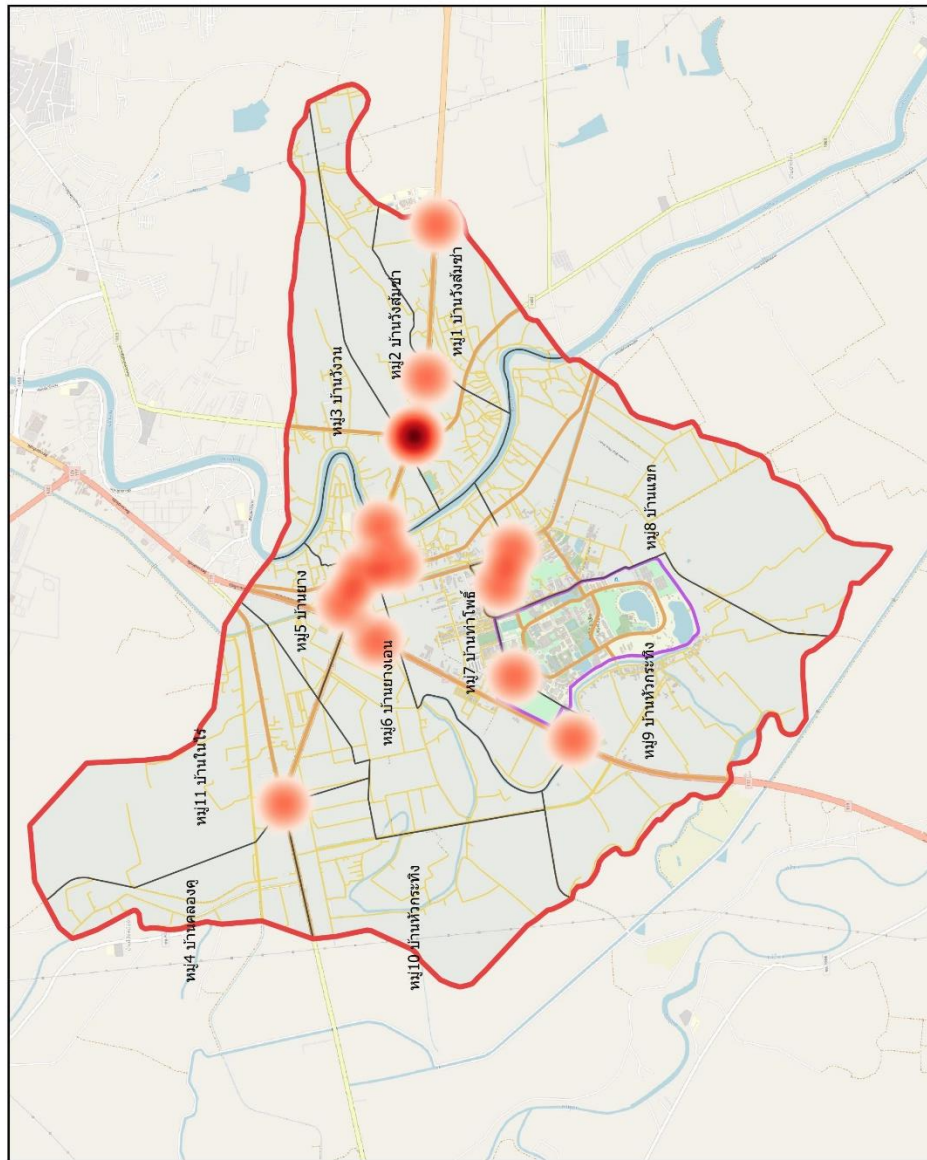 หมู่3 บ้านวังวน
หมู่2 บ้านวังส้มซ่า
หมู่1 บ้านวังส้มซ่า
หมู่5 บ้านยาง
หมู่6 บ้านยางเอน
หมู่7 บ้านท่าโพธิ์
หมู่8 บ้านแขก
หมู่9 บ้านหัวกระทิง
หมู่11 บ้านในไร่
หมู่4 บ้านคลองคู
หมู่10 บ้านหัวกระทิง